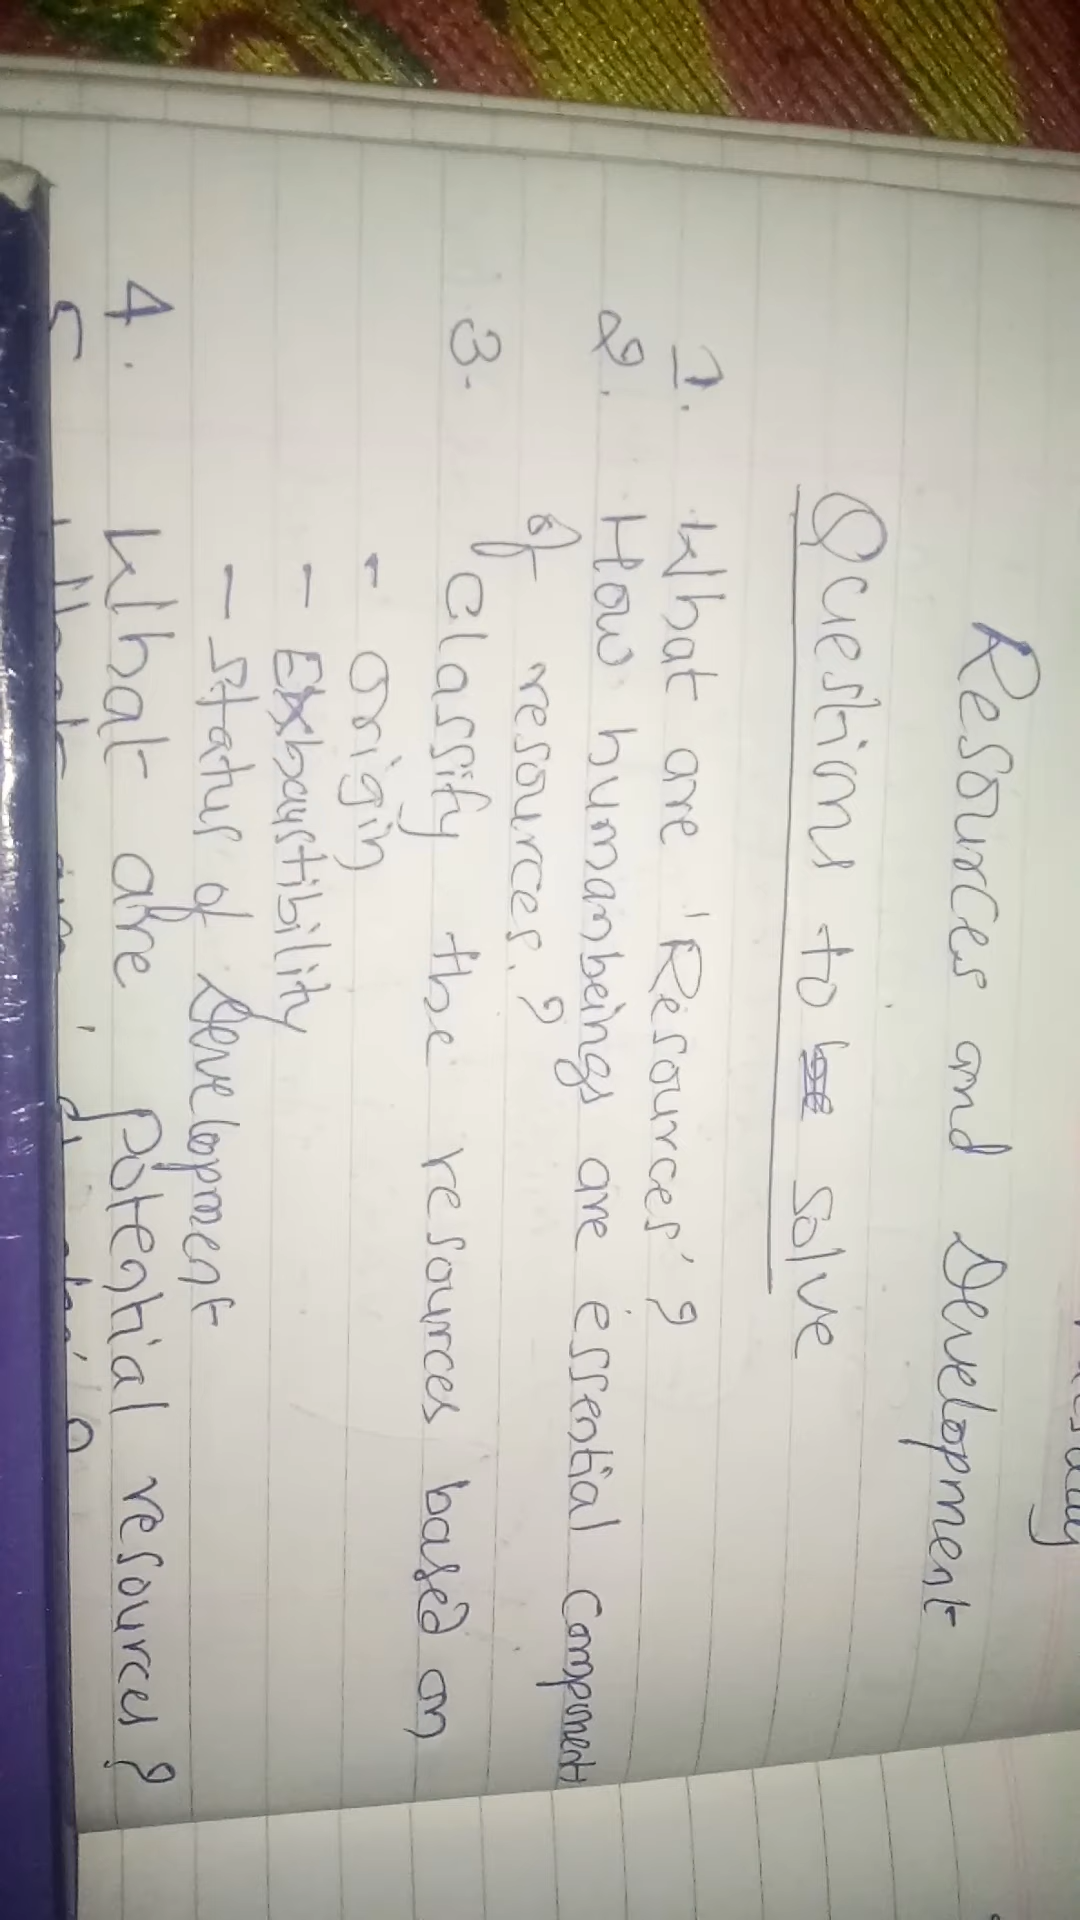 Resources and Development
Questions to solve
1. What are 'Resources'?
2. How humanbeings are essential component
of resources.?
3. Classify the resources based on
- Origin
- Exhaustibility
- Status of Development
4. What are Potential resources?
5